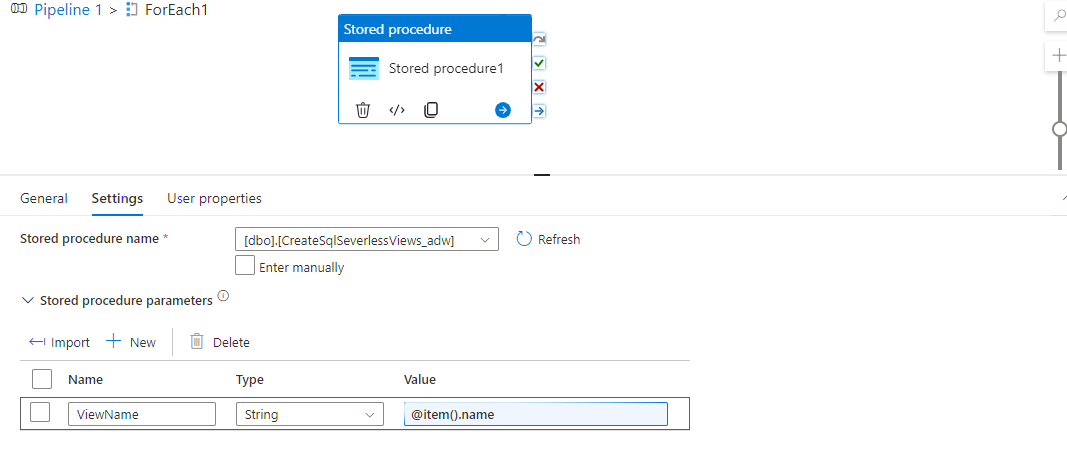 Pipeline 1 > ForEach1
Stored procedure
Stored procedure1
General Settings User properties
Stored procedure name *
[dbo].[CreateSqlSeverlessViews_adw]
Refresh
Enter manually
Stored procedure parameters
Import New Delete
Name Type Value
ViewName String @item().name